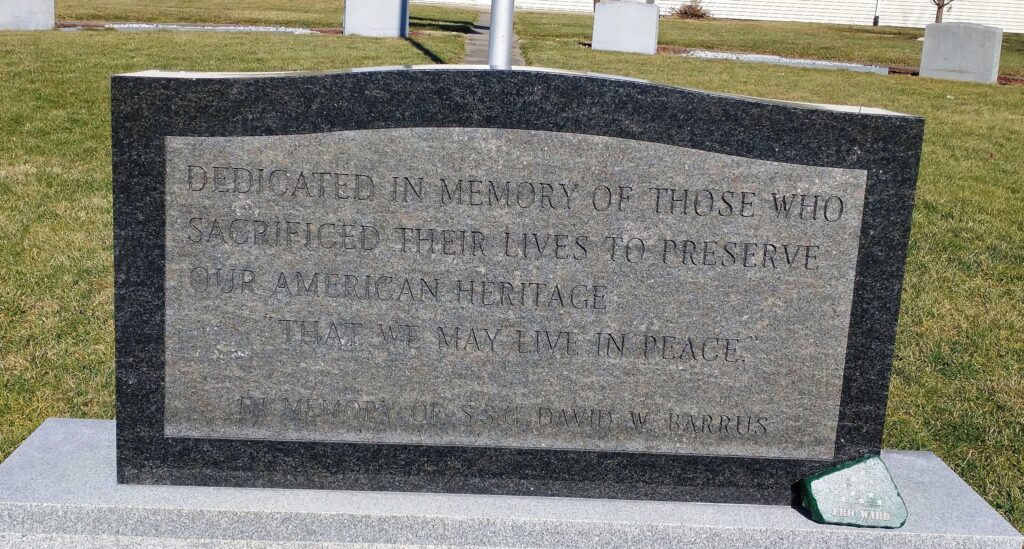 DEDICATED IN MEMORY OF THOSE WHO
SACRIFICED THEIR LIVES TO PRESERVE
OUR AMERICAN HERITAGE
"THAT WE MAY LIVE IN PEACE."
IN MEMORY OF S.S.G. DAVID W. BARRUS
ERIC WARD